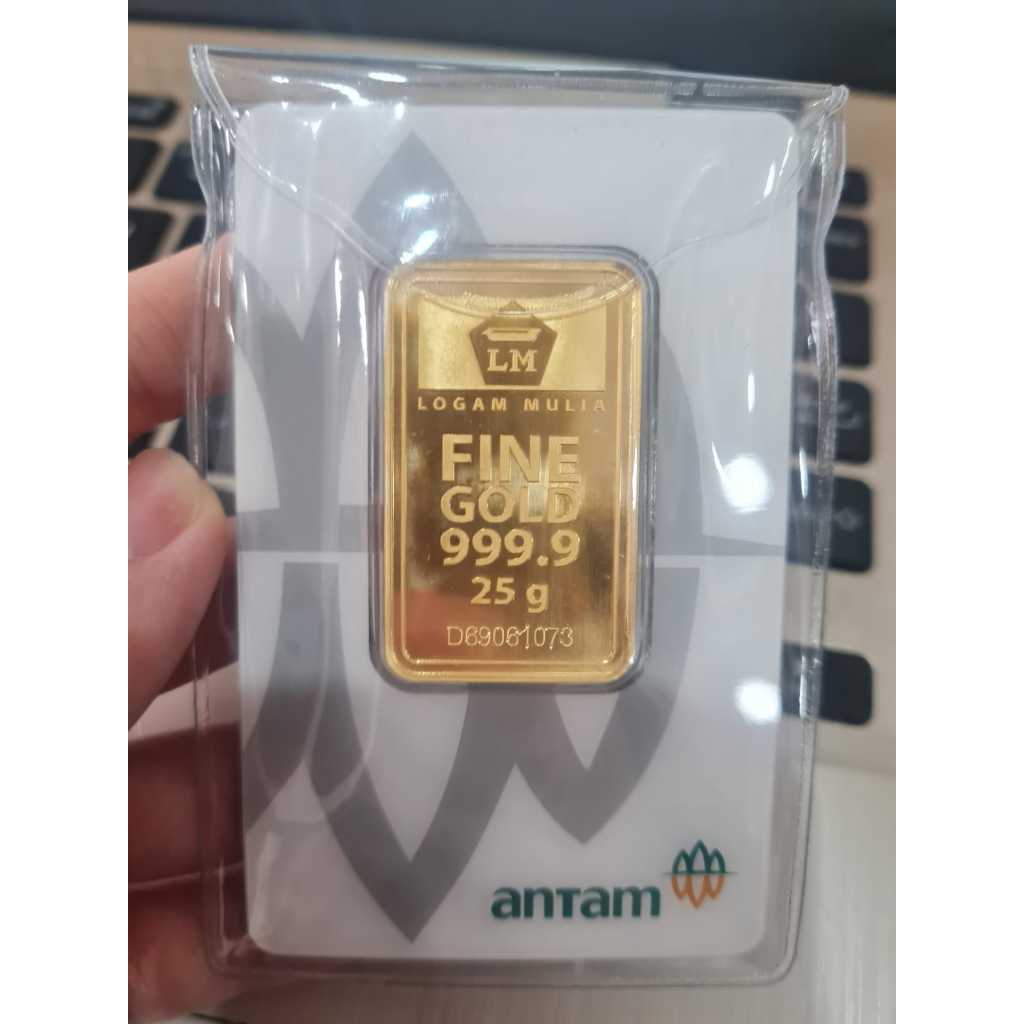 LM
LOGAM MULIA
FINE
GOLD
999.9
25 g
D69061073
antam